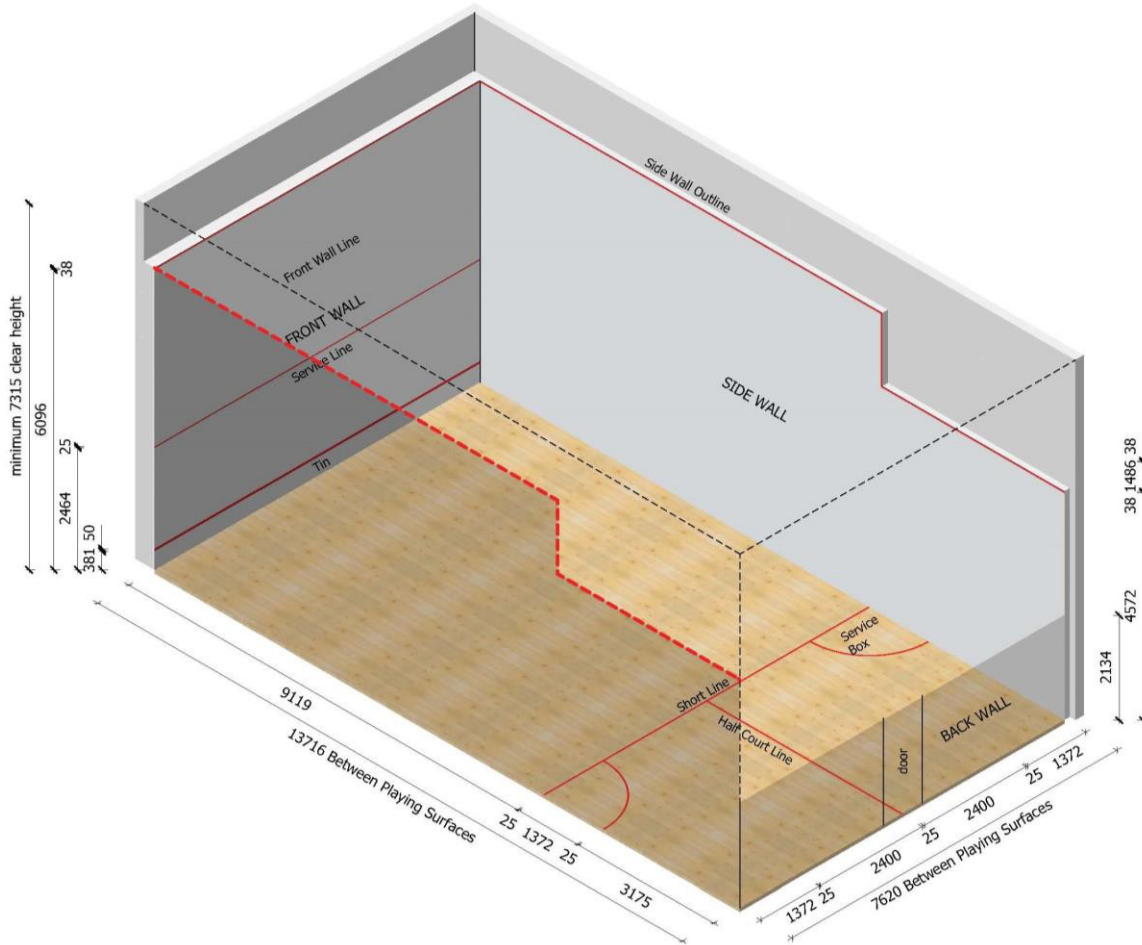 Side Wall Outline
38
Front Wall Line
FRONT WALL
Service Line
minimum 7315 clear height
6096
25
SIDE WALL
2464
Tin
381 50
38 1486 38
4572
2134
Service
Box
Short Line
Half Court Line
door
BACK WALL
9119
13716 Between Playing Surfaces
25 1372 25
3175
1372 25
2400
25
2400
25 1372
7620 Between Playing Surfaces